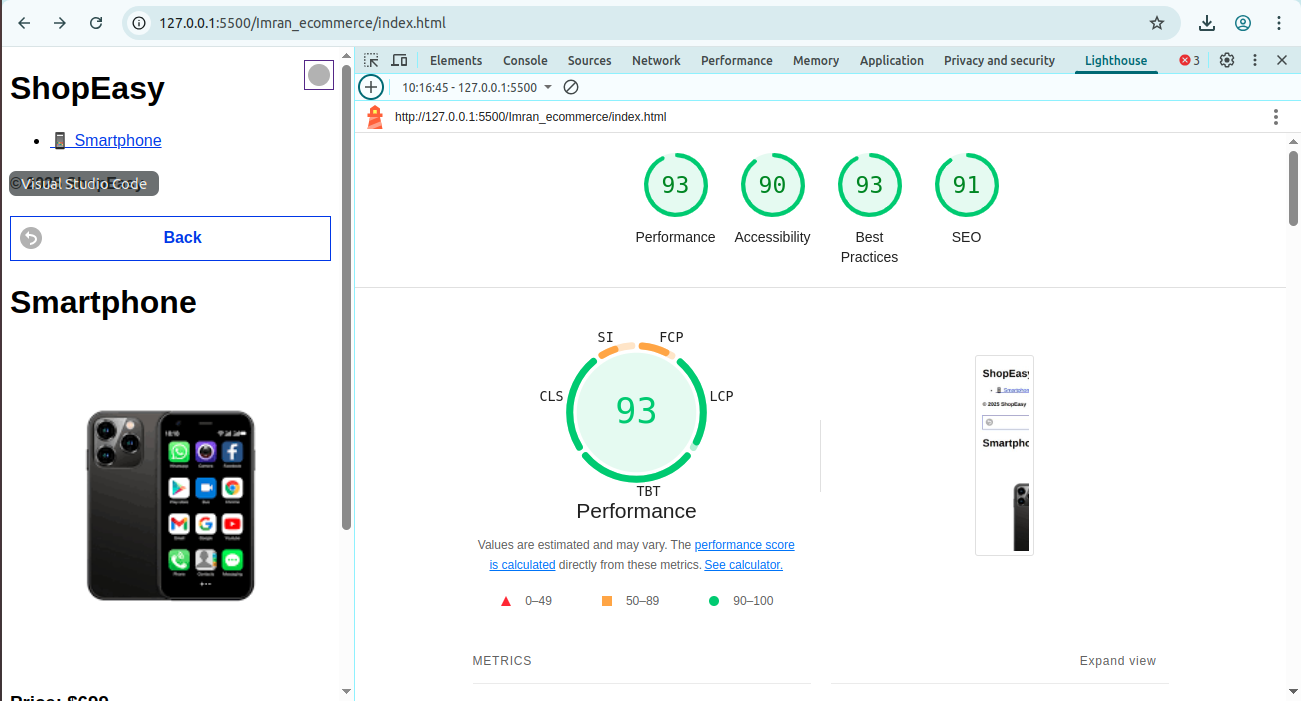 127.0.0.1:5500/Imran_ecommerce/index.html
ShopEasy
Smartphone
Visual Studio Code
Back
Smartphone
Price: $699
Elements Console Sources Network Performance Memory Application Privacy and security Lighthouse 3
10:16:45 - 127.0.0.1:5500
http://127.0.0.1:5500/Imran_ecommerce/index.html
93 90 93 91
Performance Accessibility Best Practices SEO
SI FCP
CLS LCP
93
TBT
Performance
Values are estimated and may vary. The performance score
is calculated directly from these metrics. See calculator.
0–49 50–89 90–100
METRICS Expand view
ShopEasy
Smartphon
© 2025 ShopEasy
Smartpho